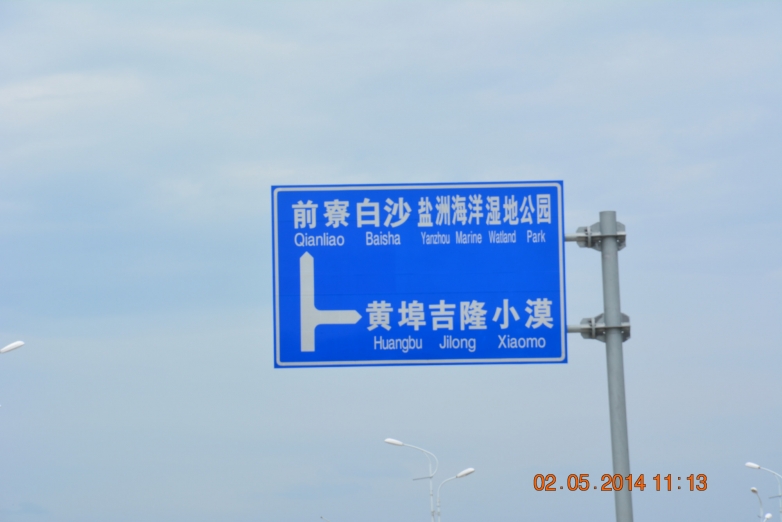 前寮 白沙 盐洲海洋湿地公园
Qianliao Baisha Yanzhou Marine Watland Park
黄埠 吉隆 小漠
Huangbu Jilong Xiaomo
02.05.2014 11:13